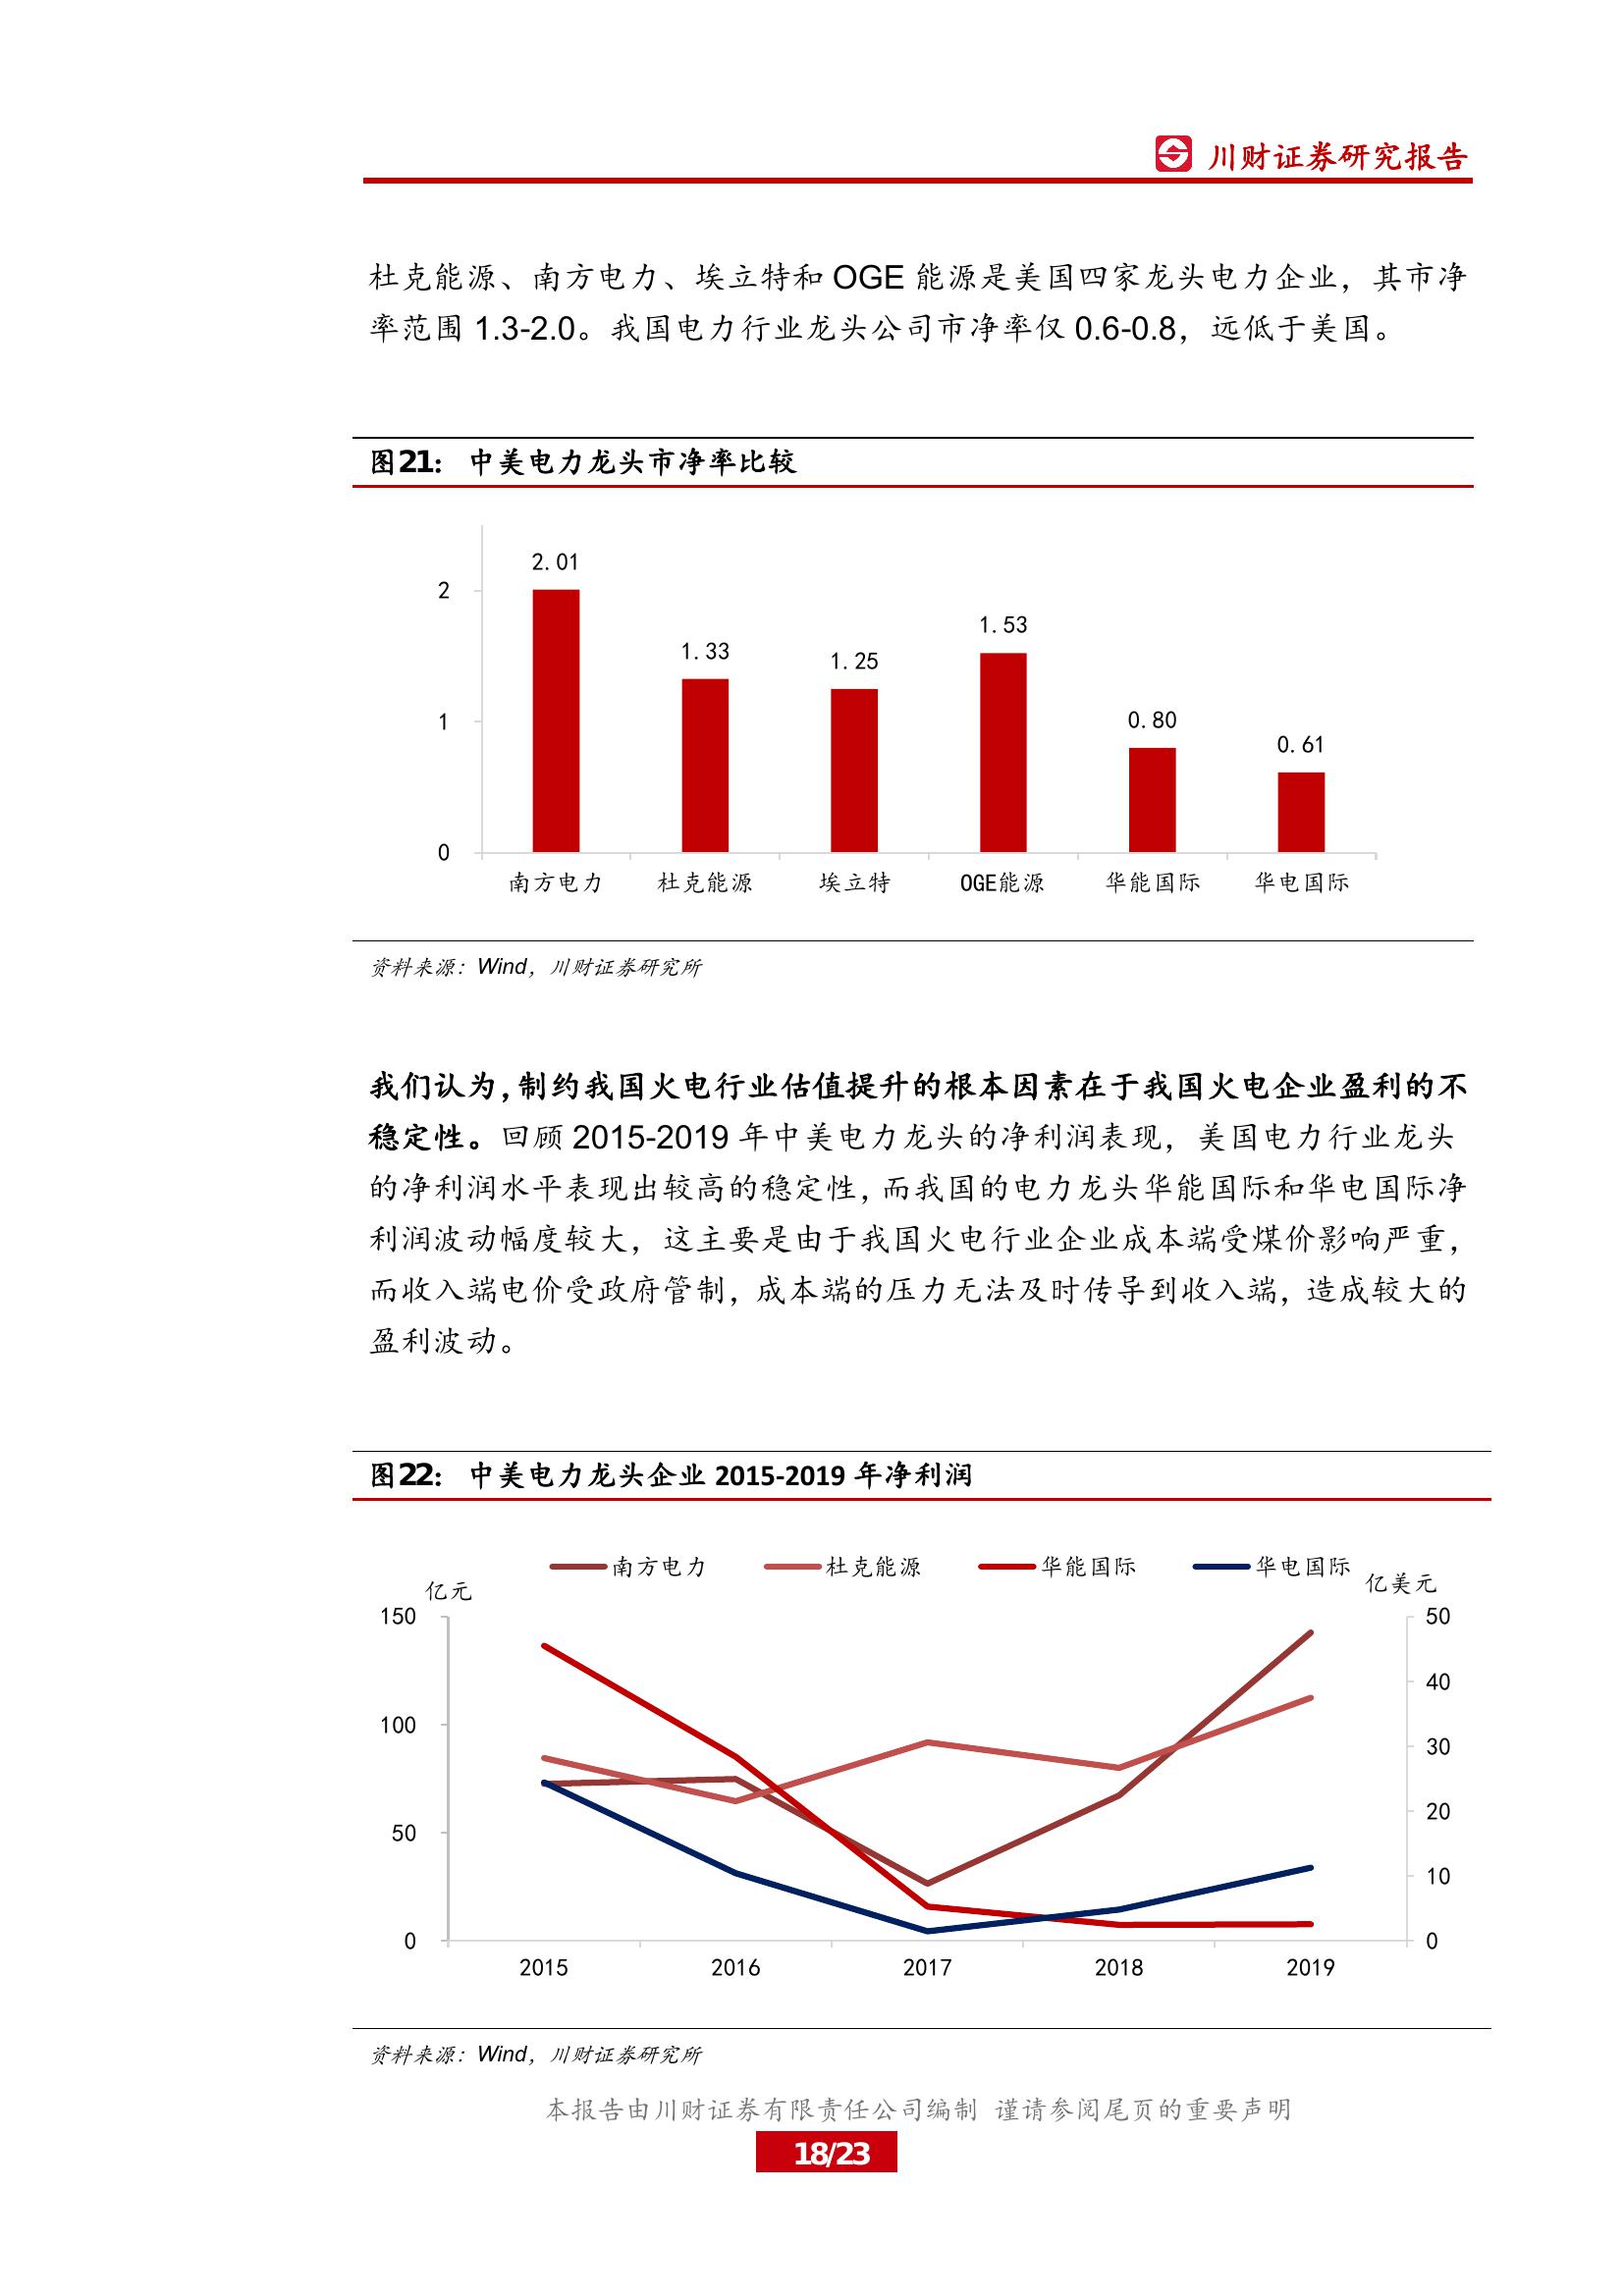 川财证券研究报告
杜克能源、南方电力、埃立特和 OGE 能源是美国四家龙头电力企业，其市净
率范围 1.3-2.0。我国电力行业龙头公司市净率仅 0.6-0.8，远低于美国。
图21： 中美电力龙头市净率比较
2.01
1.33
1.25
1.53
0.80
0.61
2
1
0
南方电力 杜克能源 埃立特 OGE能源 华能国际 华电国际
资料来源：Wind，川财证券研究所
我们认为，制约我国火电行业估值提升的根本因素在于我国火电企业盈利的不
稳定性。回顾 2015-2019 年中美电力龙头的净利润表现，美国电力行业龙头
的净利润水平表现出较高的稳定性，而我国的电力龙头华能国际和华电国际净
利润波动幅度较大，这主要是由于我国火电行业企业成本端受煤价影响严重，
而收入端电价受政府管制，成本端的压力无法及时传导到收入端，造成较大的
盈利波动。
图22： 中美电力龙头企业 2015-2019 年净利润
南方电力 杜克能源 华能国际 华电国际
亿元 亿美元
150 50
40
100
30
20
50
10
0 0
2015 2016 2017 2018 2019
资料来源：Wind，川财证券研究所
本报告由川财证券有限责任公司编制 谨请参阅尾页的重要声明
18/23